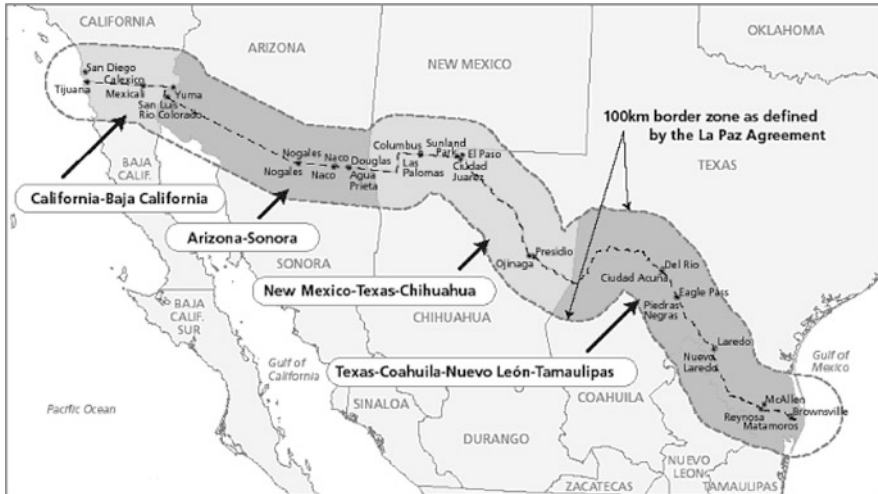 CALIFORNIA
ARIZONA
NEW MEXICO
OKLAHOMA
San Diego
Calexico
Tijuana
Mexicali
Yuma
San Luis
Rio Colorado
100km border zone as defined
by the La Paz Agreement
TEXAS
Columbus
Sunland
Park
El Paso
Ciudad
Juarez
Las
Palomas
Nogales
Naco
Douglas
Nogales
Naco
Agua
Prieta
BAJA
CALIF.
California-Baja California
Arizona-Sonora
SONORA
Presidio
Ojinaga
Ciudad Acuña
Del Rio
Eagle Pass
Piedras
Negras
New Mexico-Texas-Chihuahua
CHIHUAHUA
BAJA
CALIF.
SUR
Laredo
Nuevo
Laredo
Gulf of
Mexico
Gulf of
California
Texas-Coahuila-Nuevo León-Tamaulipas
Pacific Ocean
SINALOA
COAHUILA
McAllen
Reynosa
Brownsville
Matamoros
DURANGO
NUEVO
LEON
ZACATECAS
TAMAULIPAS